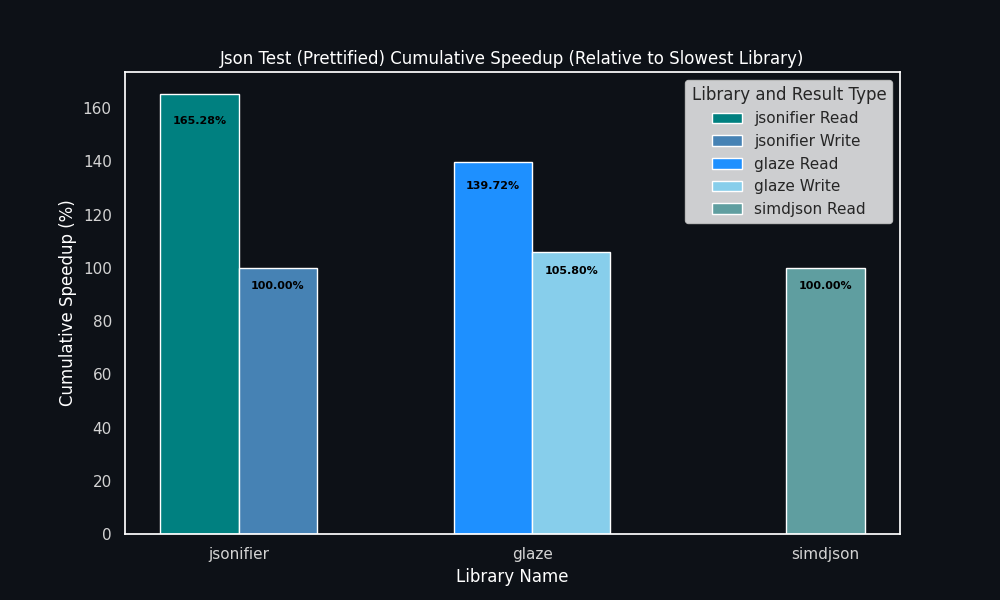 Json Test (Prettified) Cumulative Speedup (Relative to Slowest Library)
Library and Result Type
jsonifier Read
jsonifier Write
glaze Read
glaze Write
simdjson Read
Cumulative Speedup (%)
160
140
120
100
80
60
40
20
0
165.28%
100.00%
139.72%
105.80%
100.00%
jsonifier
glaze
simdjson
Library Name